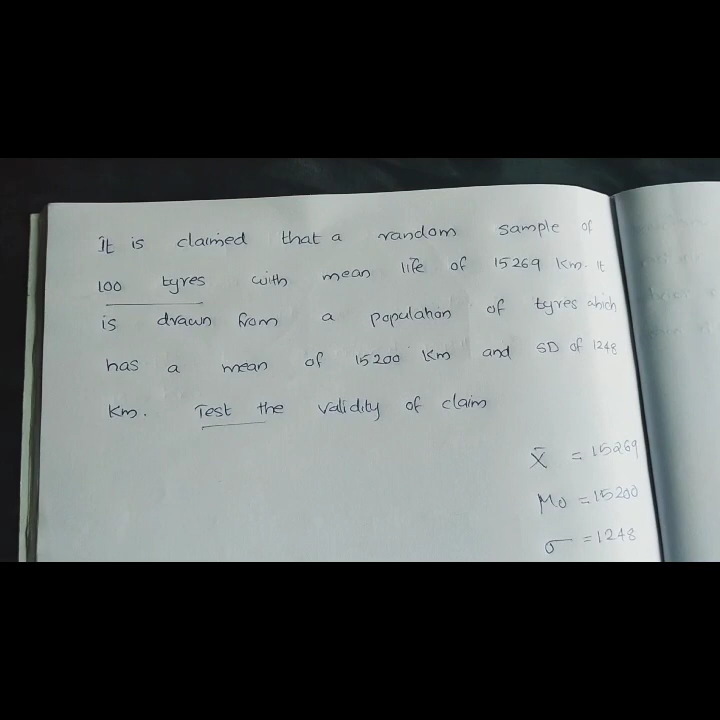 It is claimed that a random sample of
100 tyres with mean life of 15269 km. it
is drawn from a population of tyres which
has a mean of 15200 km and SD of 1248
Km. Test the validity of claim
X̄ = 15269
μ0 = 15200
σ = 1248